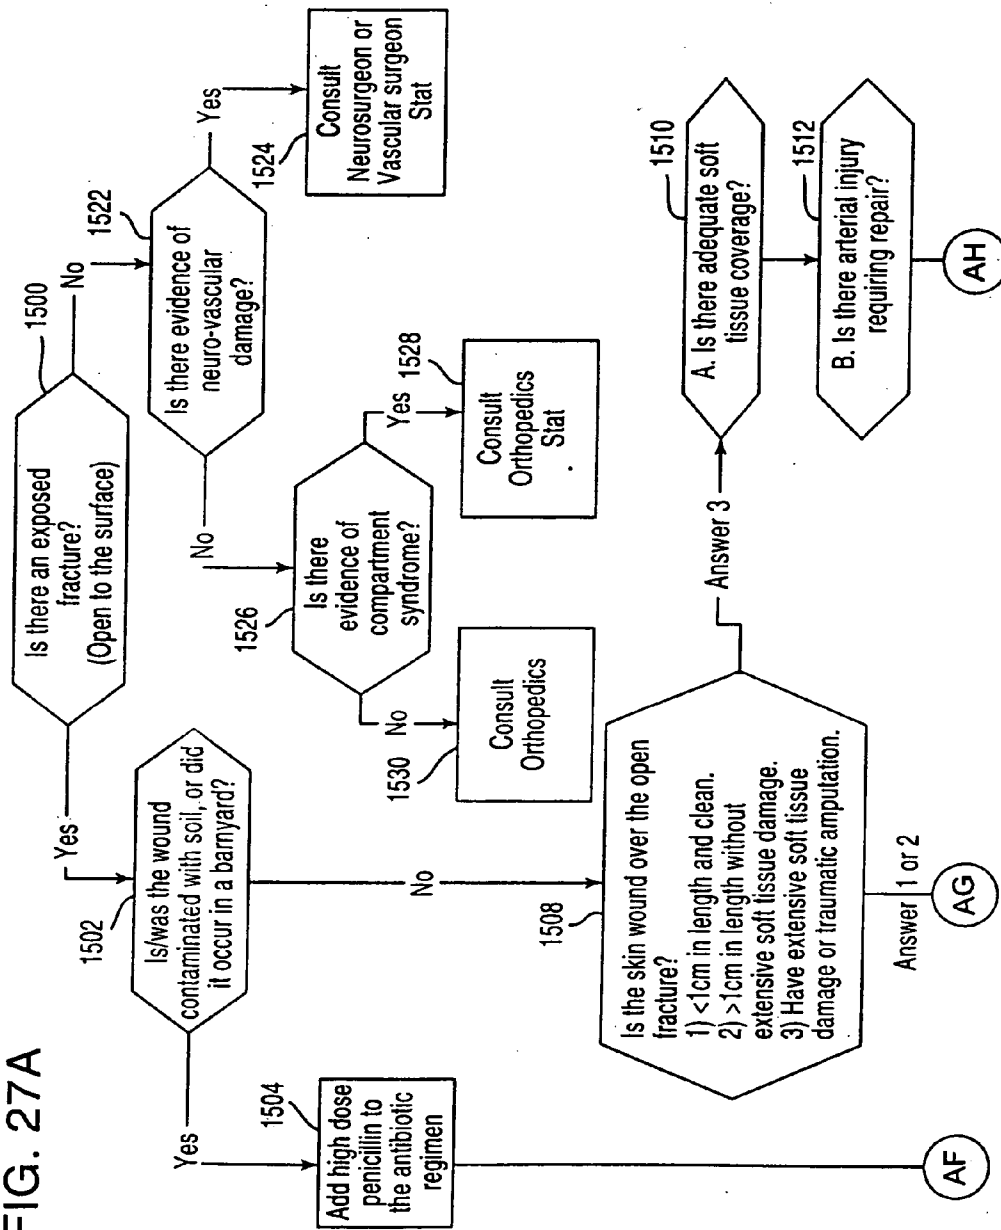 FIG. 27A
1500
Is there an exposed
fracture?
(Open to the surface)
Yes
No
1502
Is/was the wound
contaminated with soil, or did
it occur in a barnyard?
Yes
No
1504
Add high dose
penicillin to
the antibiotic
regimen
AF
1522
Is there evidence of
neuro-vascular
damage?
No
Yes
1524
Consult
Neurosurgeon or
Vascular surgeon
Stat
1526
Is there
evidence of
compartment
syndrome?
No
Yes
1528
Consult
Orthopedics
Stat
1530
Consult
Orthopedics
1508
Is the skin wound over the open
fracture?
1) <1cm in length and clean.
2) >1cm in length without
extensive soft tissue damage.
3) Have extensive soft tissue
damage or traumatic amputation.
Answer 1 or 2
AG
Answer 3
1510
A. Is there adequate soft
tissue coverage?
1512
B. Is there arterial injury
requiring repair?
AH